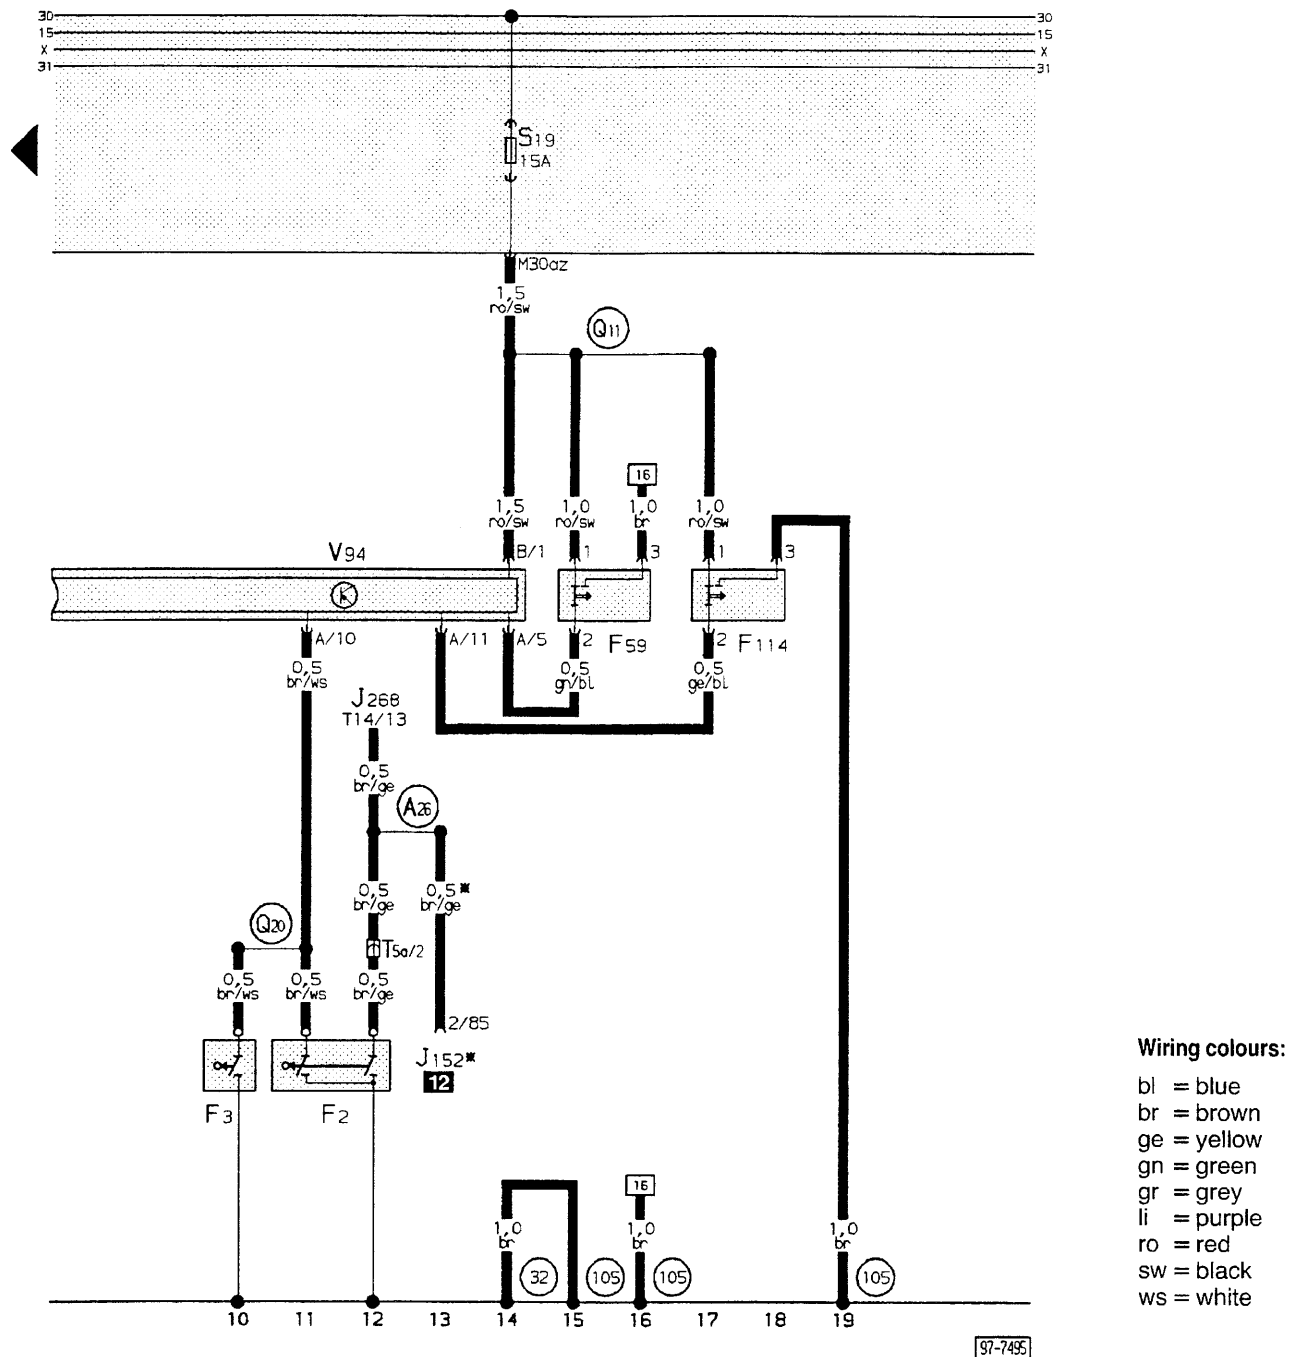 30 30
15 15
X X
31 31
S19
15A
M30az
1,5
ro/sw
Q11
16
1,5 1,0 1,0 1,0
ro/sw ro/sw br ro/sw
V94 B/1 1 3 1 3
A/10 A/11 A/5 2 F59 2 F114
0,5 0,5 0,5
br/ws gn/bl ge/bl
J268
T14/13
0,5
br/ge
A26
0,5 0,5*
br/ge br/ge
Q20
T5a/2
0,5 0,5 0,5
br/ws br/ws br/ge
2/85
J152*
12
F3 F2
Wiring colours:
bl = blue
br = brown
ge = yellow
gn = green
gr = grey
li = purple
ro = red
sw = black
ws = white
16
1,0 1,0 1,0
br br br
32 105 105 105
10 11 12 13 14 15 16 17 18 19
97-7495